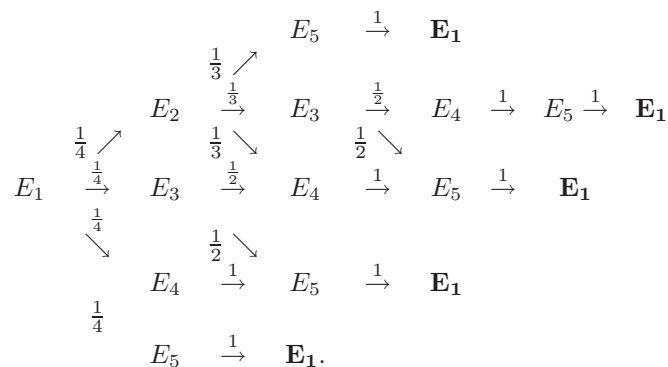 E₅ →¹ **E₁**
1/3 ↗
E₂ →^{1/3} E₃ →^{1/2} E₄ →¹ E₅ →¹ **E₁**
1/4 ↗ 1/3 ↘ 1/2 ↘
E₁ →^{1/4} E₃ →^{1/2} E₄ →¹ E₅ →¹ **E₁**
1/4 ↘ 1/2 ↘
E₄ →¹ E₅ →¹ **E₁**
1/4
E₅ →¹ **E₁**.